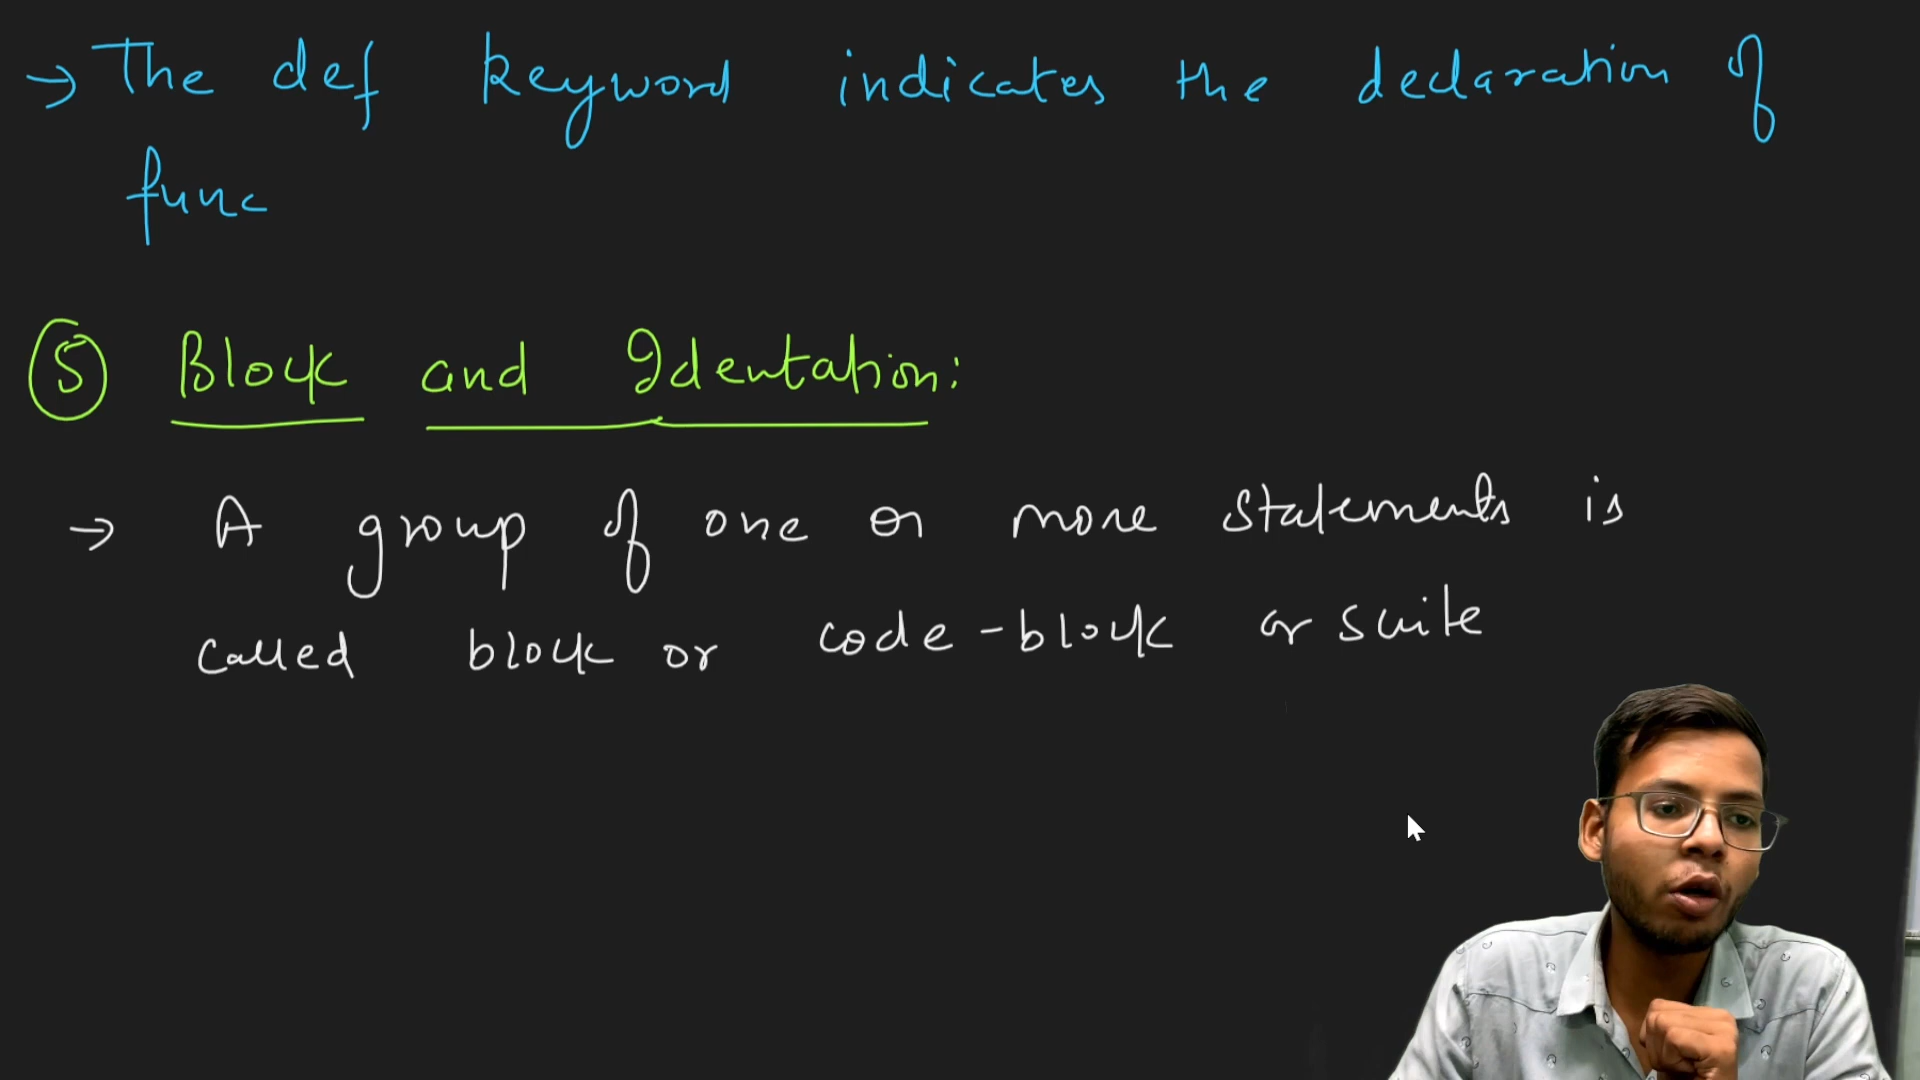 → The def keyword indicates the declaration of
func
⑤ Block and Identation:
→ A group of one or more statements is
called block or code-block or suite